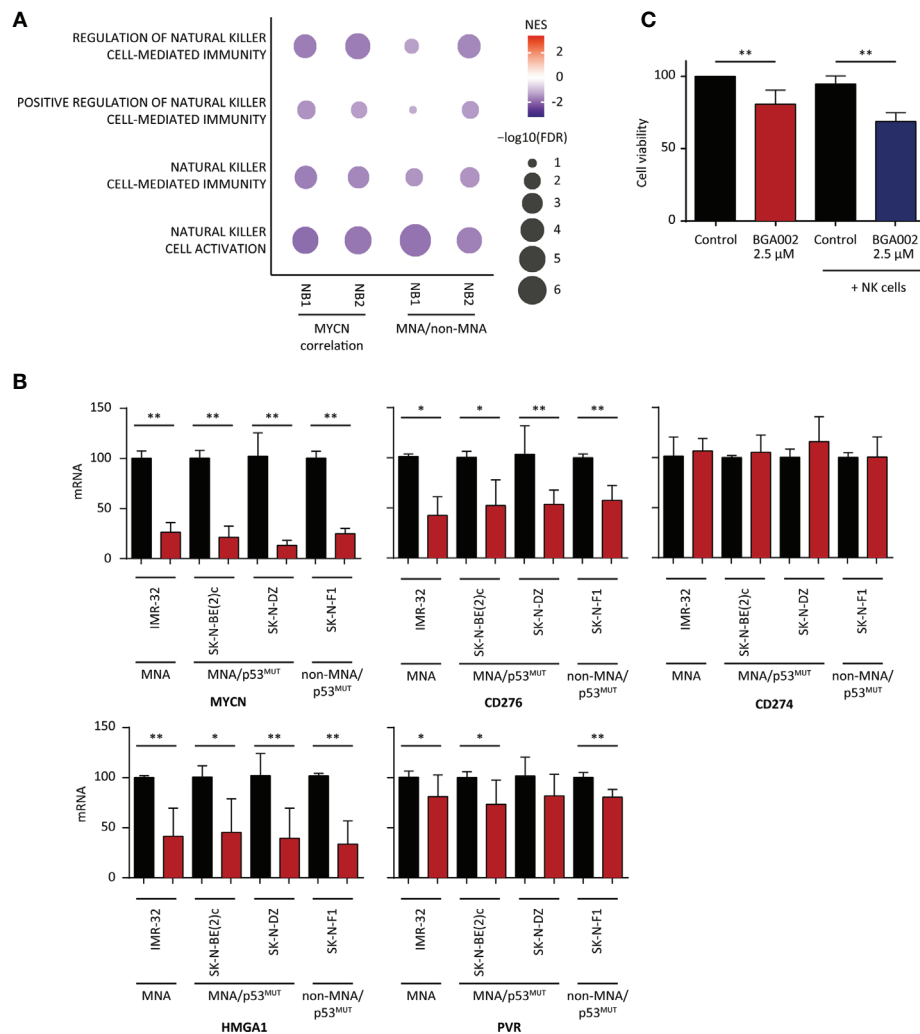 A
REGULATION OF NATURAL KILLER
CELL-MEDIATED IMMUNITY
POSITIVE REGULATION OF NATURAL KILLER
CELL-MEDIATED IMMUNITY
NATURAL KILLER
CELL-MEDIATED IMMUNITY
NATURAL KILLER
CELL ACTIVATION
NB1
NB2
NB1
NB2
MYCN
correlation
MNA/non-MNA
NES
2
0
-2
−log10(FDR)
1
2
3
4
5
6
C
Cell viability
100
50
0
**
**
Control
BGA002
2.5 µM
Control
BGA002
2.5 µM
+ NK cells
B
mRNA
150
100
50
0
** ** ** **
IMR-32
SK-N-BE(2)c
SK-N-DZ
SK-N-F1
MNA
MNA/p53MUT
non-MNA/
p53MUT
MYCN
* * ** **
IMR-32
SK-N-BE(2)c
SK-N-DZ
SK-N-F1
MNA
MNA/p53MUT
non-MNA/
p53MUT
CD276
IMR-32
SK-N-BE(2)c
SK-N-DZ
SK-N-F1
MNA
MNA/p53MUT
non-MNA/
p53MUT
CD274
mRNA
150
100
50
0
** * ** **
IMR-32
SK-N-BE(2)c
SK-N-DZ
SK-N-F1
MNA
MNA/p53MUT
non-MNA/
p53MUT
HMGA1
* * **
IMR-32
SK-N-BE(2)c
SK-N-DZ
SK-N-F1
MNA
MNA/p53MUT
non-MNA/
p53MUT
PVR